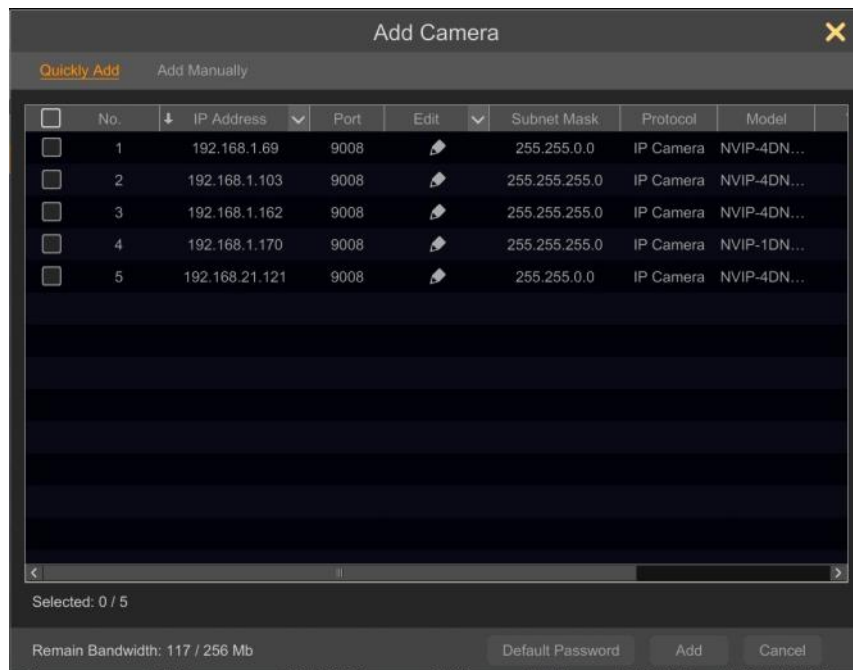 Add Camera
Quickly Add Add Manually
No. IP Address Port Edit Subnet Mask Protocol Model
1 192.168.1.69 9008 255.255.0.0 IP Camera NVIP-4DN...
2 192.168.1.103 9008 255.255.255.0 IP Camera NVIP-4DN...
3 192.168.1.162 9008 255.255.255.0 IP Camera NVIP-4DN...
4 192.168.1.170 9008 255.255.255.0 IP Camera NVIP-1DN...
5 192.168.21.121 9008 255.255.0.0 IP Camera NVIP-4DN...
Selected: 0 / 5
Remain Bandwidth: 117 / 256 Mb Default Password Add Cancel